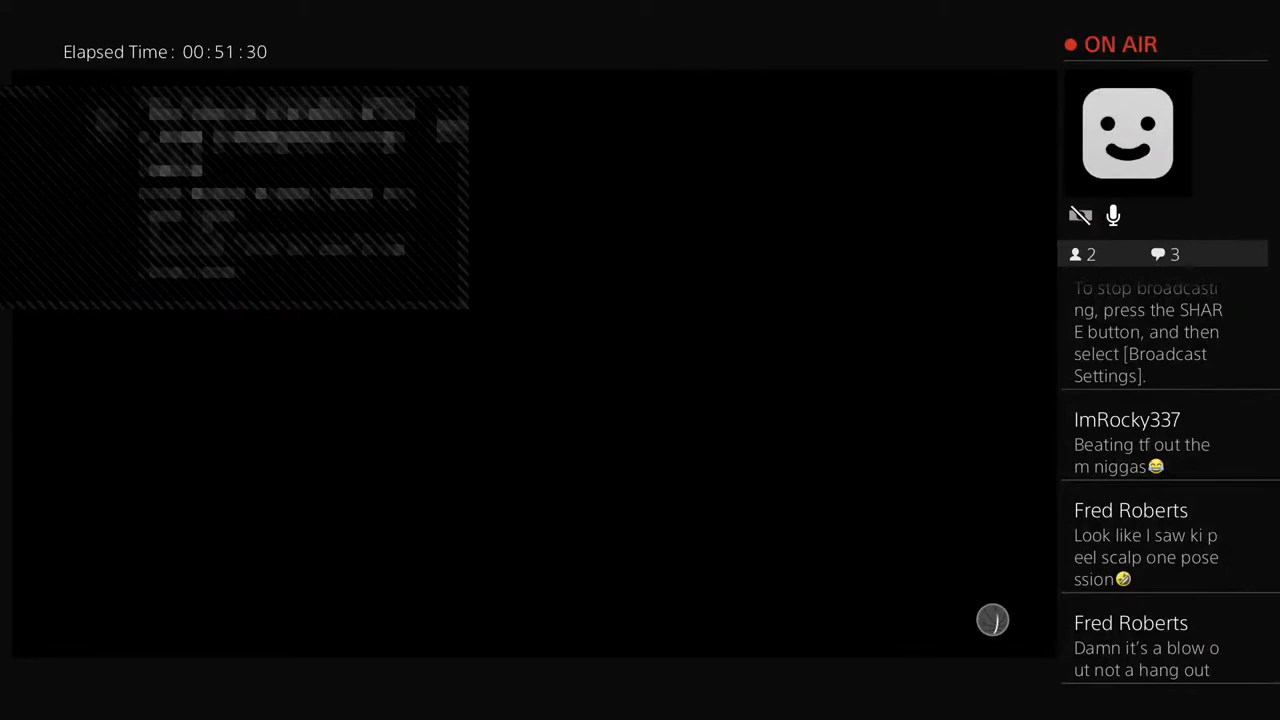 Elapsed Time: 00:51:30
ON AIR
2 3
To stop broadcasti
ng, press the SHAR
E button, and then
select [Broadcast
Settings].
ImRocky337
Beating tf out the
m niggas😂
Fred Roberts
Look like I saw ki p
eel scalp one pose
ssion🤣
Fred Roberts
Damn it’s a blow o
ut not a hang out